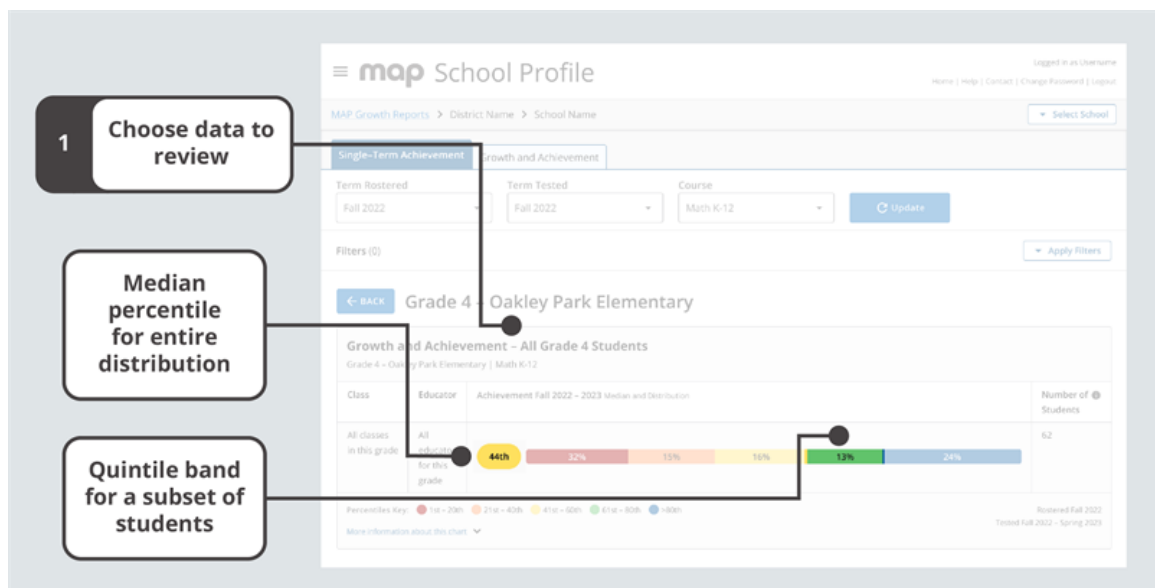 ≡ map School Profile
Logged in as Username
Home | Help | Contact | Change Password | Logout
MAP Growth Reports > District Name > School Name
Select School
1
Choose data to
review
Single–Term Achievement
Growth and Achievement
Term Rostered
Term Tested
Course
Fall 2022
Fall 2022
Math K-12
Update
Filters (0)
Apply Filters
Median
percentile
for entire
distribution
← BACK
Grade 4 – Oakley Park Elementary
Growth and Achievement – All Grade 4 Students
Grade 4 – Oakley Park Elementary | Math K-12
Class
Educator
Achievement Fall 2022 – 2023 Median and Distribution
Number of
Students
All classes
in this grade
All
educators
for this
grade
44th
32%
15%
16%
13%
24%
62
Quintile band
for a subset of
students
Percentiles Key: 1st – 20th 21st – 40th 41st – 60th 61st – 80th >80th
More information about this chart
Rostered Fall 2022
Tested Fall 2022 – Spring 2023